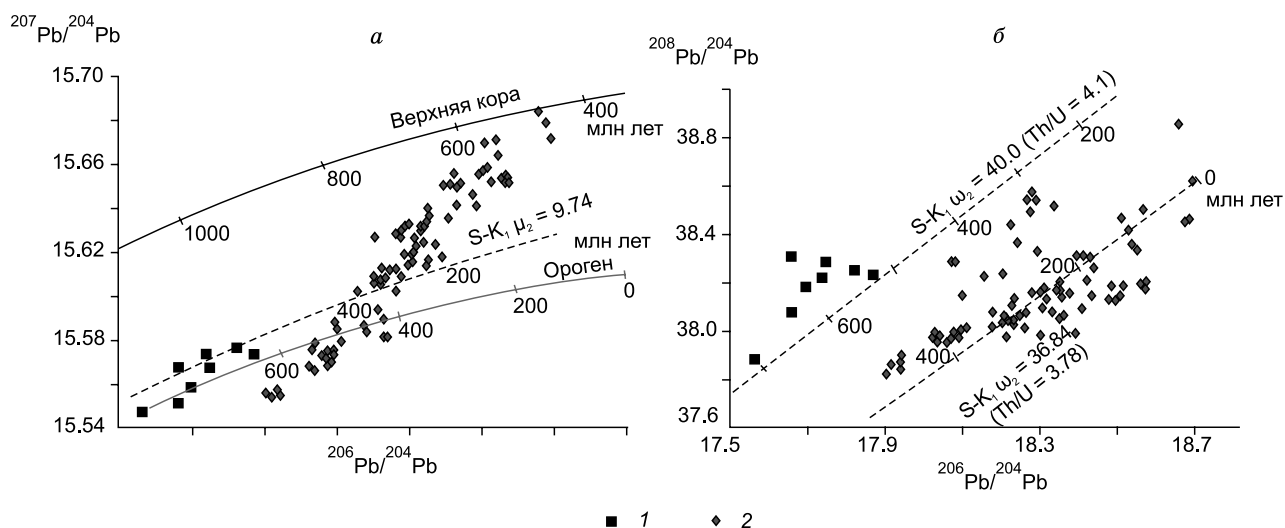 ²⁰⁷Pb/²⁰⁴Pb
а
15.70
15.66
15.62
15.58
15.54
Верхняя кора
400
млн лет
600
800
1000
S-K₁ μ₂ = 9.74
млн лет
200
400
Ороген
0
200
400
600
²⁰⁶Pb/²⁰⁴Pb
²⁰⁸Pb/²⁰⁴Pb
б
38.8
38.4
38.0
37.6
S-K₁ ω₂ = 40.0 (Th/U = 4.1)
200
400
600
0
млн лет
200
400
S-K₁ ω₂ = 36.84
(Th/U = 3.78)
17.5
17.9
18.3
18.7
²⁰⁶Pb/²⁰⁴Pb
1
2